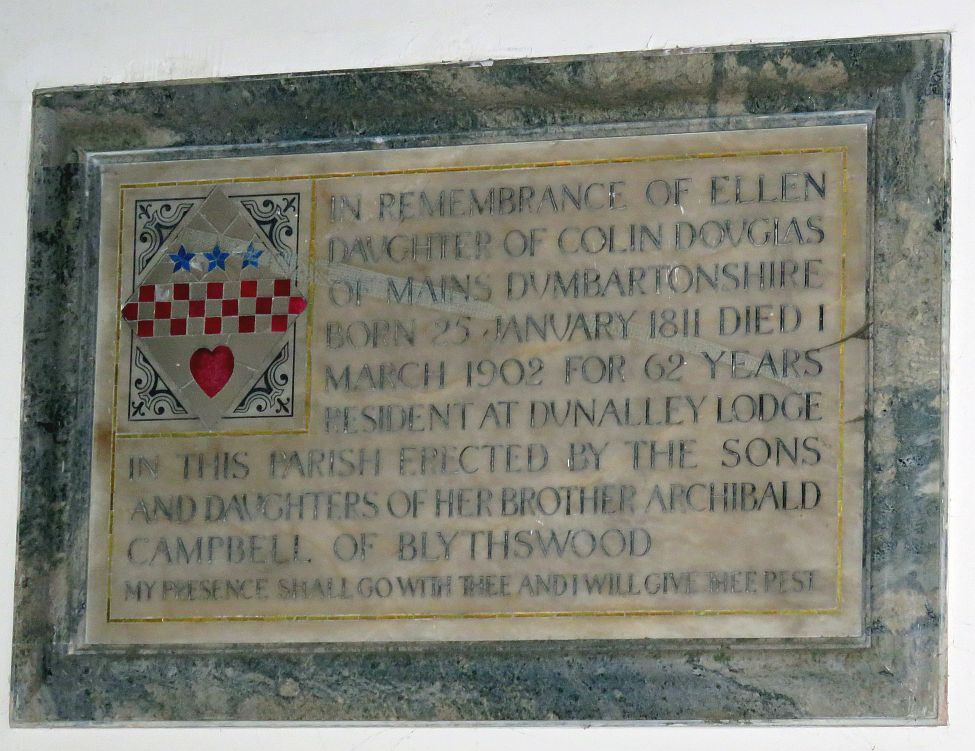 IN REMEMBRANCE OF ELLEN
DAUGHTER OF COLIN DOUGLAS
OF MAINS DUMBARTONSHIRE
BORN 25 JANUARY 1811 DIED 1
MARCH 1902 FOR 62 YEARS
RESIDENT AT DUNALLEY LODGE
IN THIS PARISH ERECTED BY THE SONS
AND DAUGHTERS OF HER BROTHER ARCHIBALD
CAMPBELL OF BLYTHSWOOD
MY PRESENCE SHALL GO WITH THEE AND I WILL GIVE THEE REST